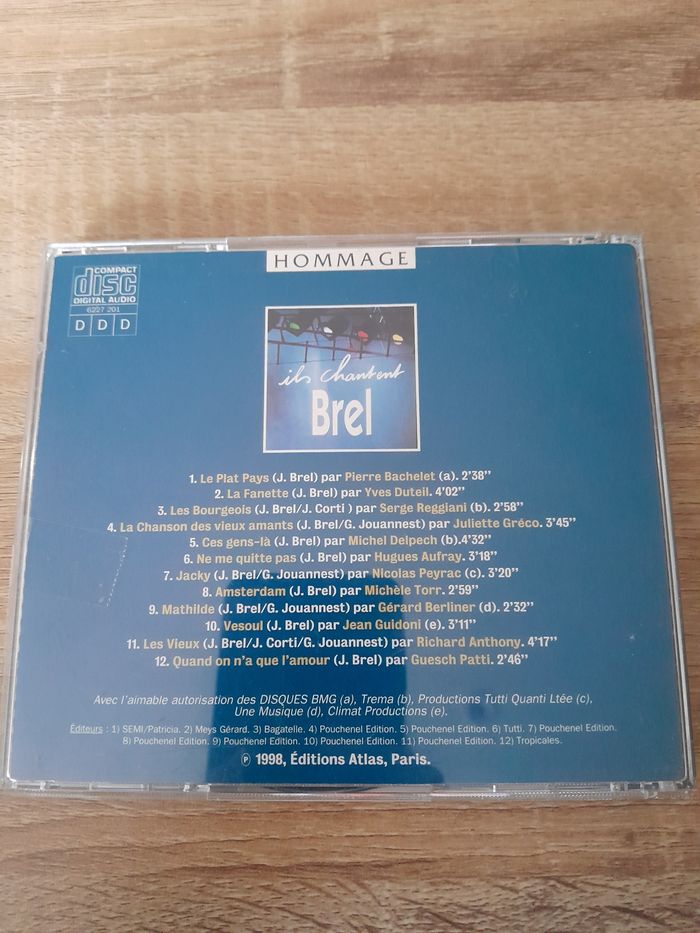 HOMMAGE
COMPACT
disc
DIGITAL AUDIO
6227 201
D D D
ils chantent
Brel
1. Le Plat Pays (J. Brel) par Pierre Bachelet (a). 2'38''
2. La Fanette (J. Brel) par Yves Duteil. 4'02''
3. Les Bourgeois (J. Brel/J. Corti ) par Serge Reggiani (b). 2'58''
4. La Chanson des vieux amants (J. Brel/G. Jouannest) par Juliette Gréco. 3'45''
5. Ces gens-là (J. Brel) par Michel Delpech (b).4'32''
6. Ne me quitte pas (J. Brel) par Hugues Aufray. 3'18''
7. Jacky (J. Brel/G. Jouannest) par Nicolas Peyrac (c). 3'20''
8. Amsterdam (J. Brel) par Michèle Torr. 2'59''
9. Mathilde (J. Brel/G. Jouannest) par Gérard Berliner (d). 2'32''
10. Vesoul (J. Brel) par Jean Guidoni (e). 3'11''
11. Les Vieux (J. Brel/J. Corti/G. Jouannest) par Richard Anthony. 4'17''
12. Quand on n'a que l'amour (J. Brel) par Guesch Patti. 2'46''
Avec l'aimable autorisation des DISQUES BMG (a), Trema (b), Productions Tutti Quanti Ltée (c),
Une Musique (d), Climat Productions (e).
Éditeurs : 1) SEMI/Patricia. 2) Meys Gérard. 3) Bagatelle. 4) Pouchenel Edition. 5) Pouchenel Edition. 6) Tutti. 7) Pouchenel Edition.
8) Pouchenel Edition. 9) Pouchenel Edition. 10) Pouchenel Edition. 11) Pouchenel Edition. 12) Tropicales.
℗ 1998, Éditions Atlas, Paris.